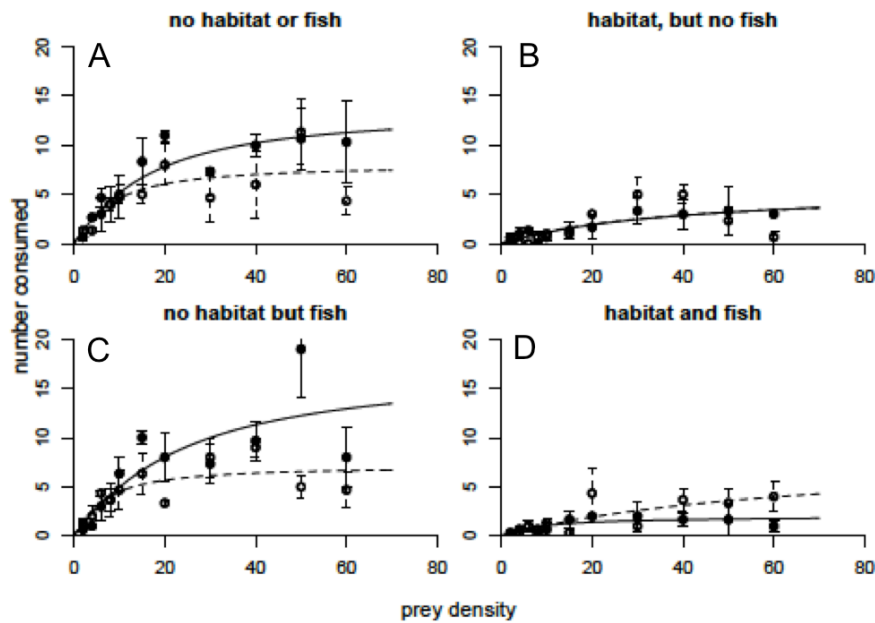 no habitat or fish
habitat, but no fish
A
B
20
15
10
5
0
0 20 40 60 80
20
15
10
5
0
0 20 40 60 80
number consumed
no habitat but fish
habitat and fish
C
D
20
15
10
5
0
0 20 40 60 80
20
15
10
5
0
0 20 40 60 80
prey density